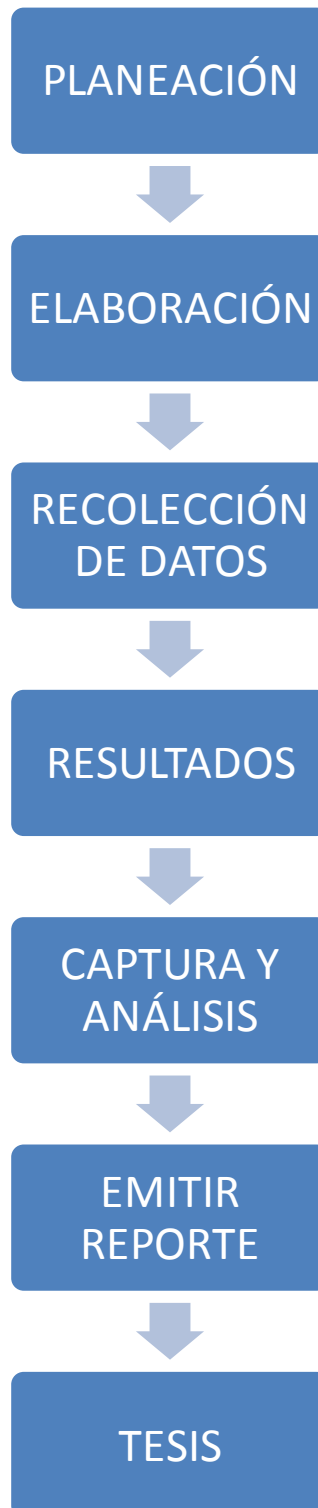 PLANEACIÓN
ELABORACIÓN
RECOLECCIÓN
DE DATOS
RESULTADOS
CAPTURA Y
ANÁLISIS
EMITIR
REPORTE
TESIS